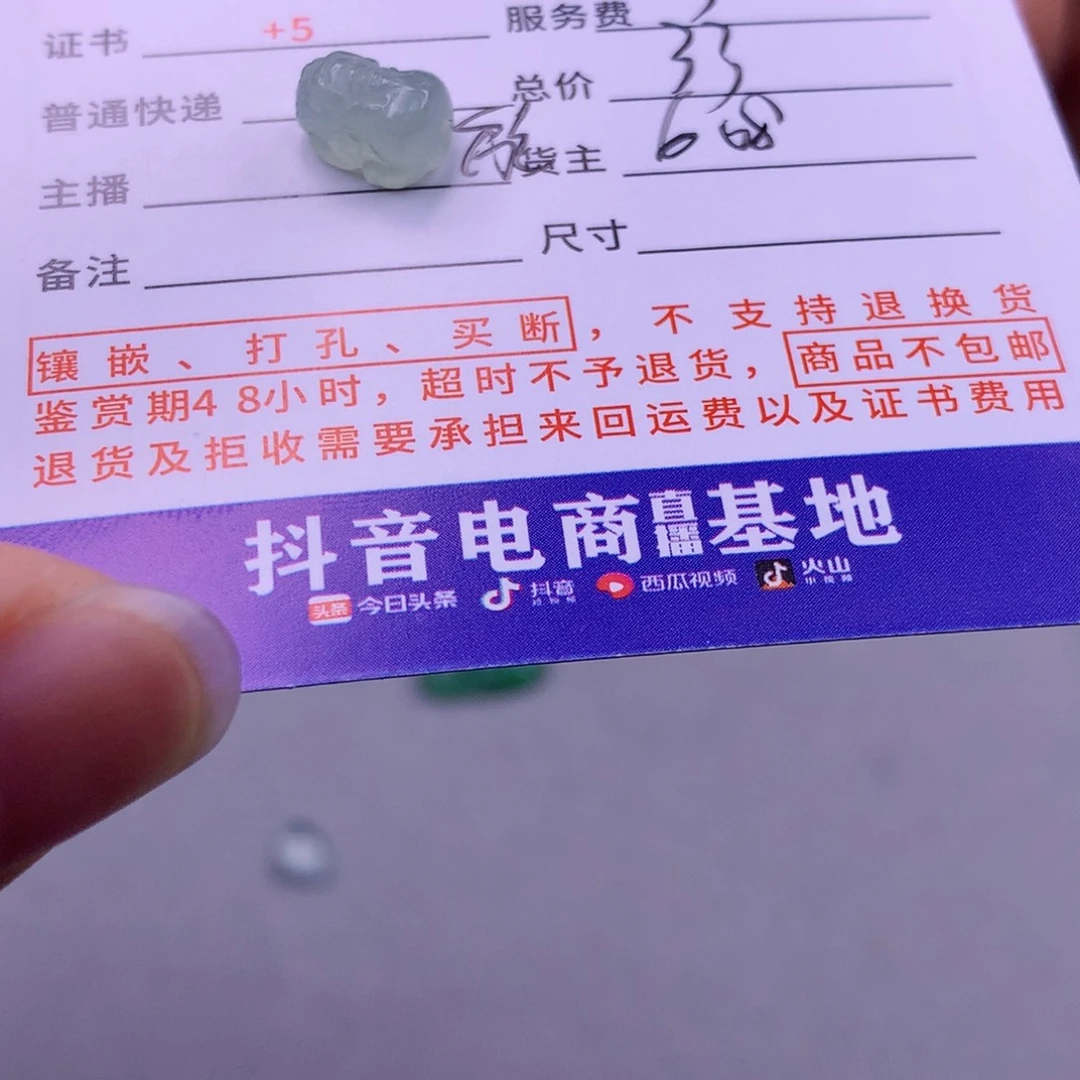 证书 +5 服务费
普通快递 总价 33
主播 货主
备注 尺寸
镶嵌、打孔、买断，不支持退换货
鉴赏期48小时，超时不予退货，商品不包邮
退货及拒收需要承担来回运费以及证书费用
抖音电商直播基地
头条 今日头条 抖音 西瓜视频 火山